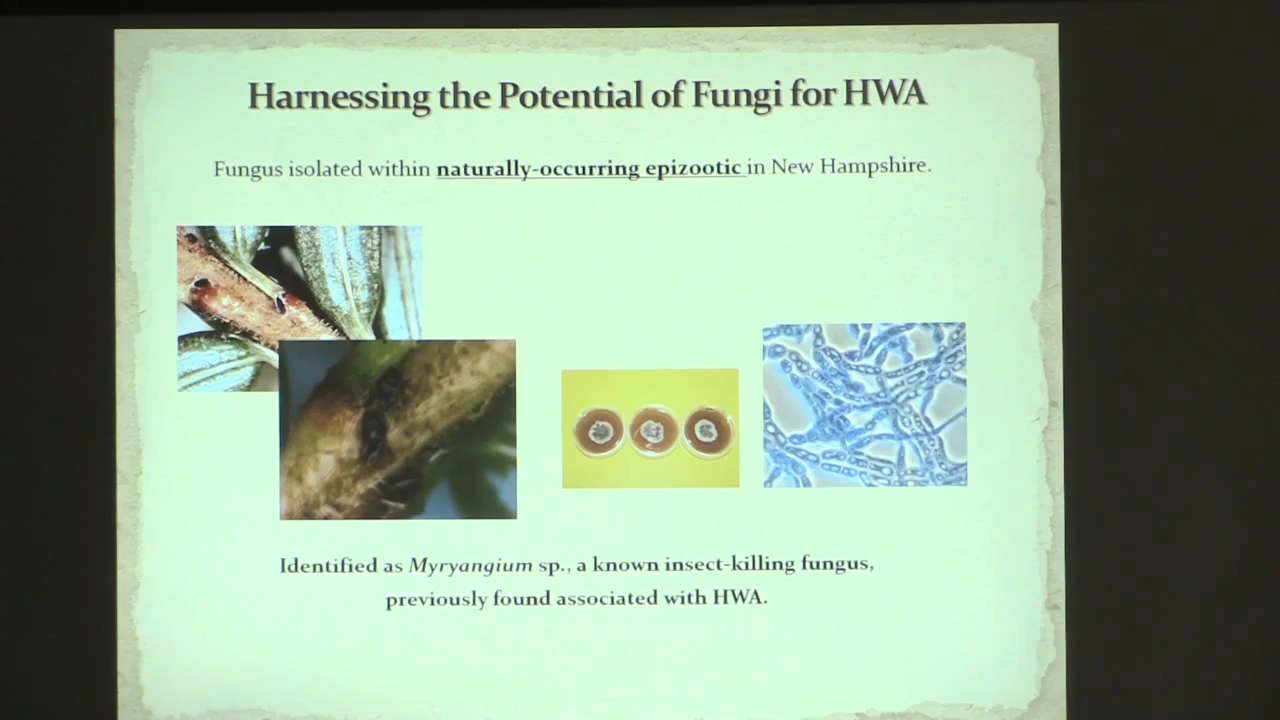 Harnessing the Potential of Fungi for HWA
Fungus isolated within naturally-occurring epizootic in New Hampshire.
Identified as Myryangium sp., a known insect-killing fungus,
previously found associated with HWA.